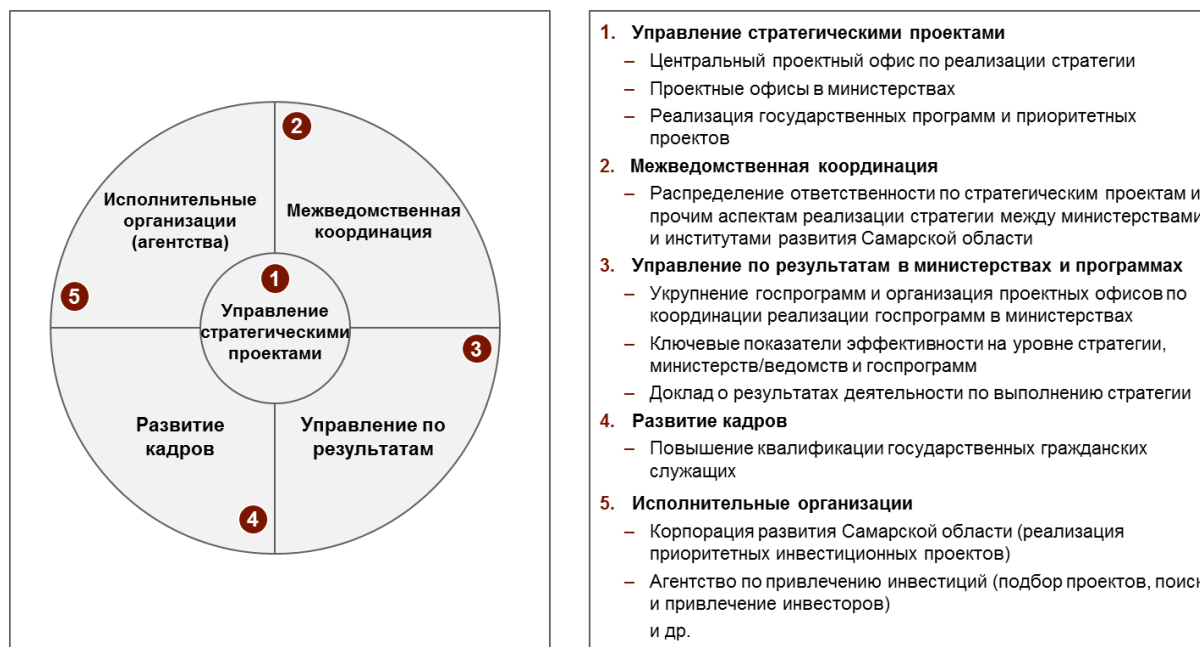 2
Исполнительные
организации
(агентства)
Межведомственная
координация
1
5
Управление
стратегическими
проектами
3
Развитие
кадров
Управление по
результатам
4
1. Управление стратегическими проектами
– Центральный проектный офис по реализации стратегии
– Проектные офисы в министерствах
– Реализация государственных программ и приоритетных
проектов
2. Межведомственная координация
– Распределение ответственности по стратегическим проектам и
прочим аспектам реализации стратегии между министерствами
и институтами развития Самарской области
3. Управление по результатам в министерствах и программах
– Укрупнение госпрограмм и организация проектных офисов по
координации реализации госпрограмм в министерствах
– Ключевые показатели эффективности на уровне стратегии,
министерств/ведомств и госпрограмм
– Доклад о результатах деятельности по выполнению стратегии
4. Развитие кадров
– Повышение квалификации государственных гражданских
служащих
5. Исполнительные организации
– Корпорация развития Самарской области (реализация
приоритетных инвестиционных проектов)
– Агентство по привлечению инвестиций (подбор проектов, поиск
и привлечение инвесторов)
и др.